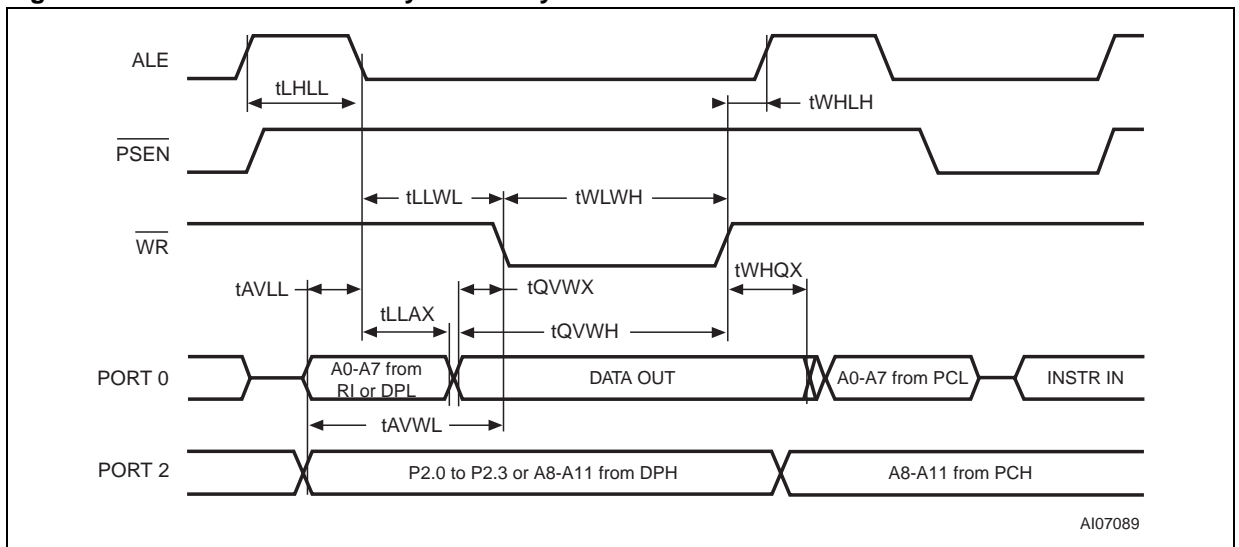 ALE
tLHLL
tWHLH
PSEN
tLLWL
tWLWH
WR
tWHQX
tAVLL
tQVWX
tLLAX
tQVWH
PORT 0
A0-A7 from
RI or DPL
DATA OUT
A0-A7 from PCL
INSTR IN
tAVWL
PORT 2
P2.0 to P2.3 or A8-A11 from DPH
A8-A11 from PCH
AI07089